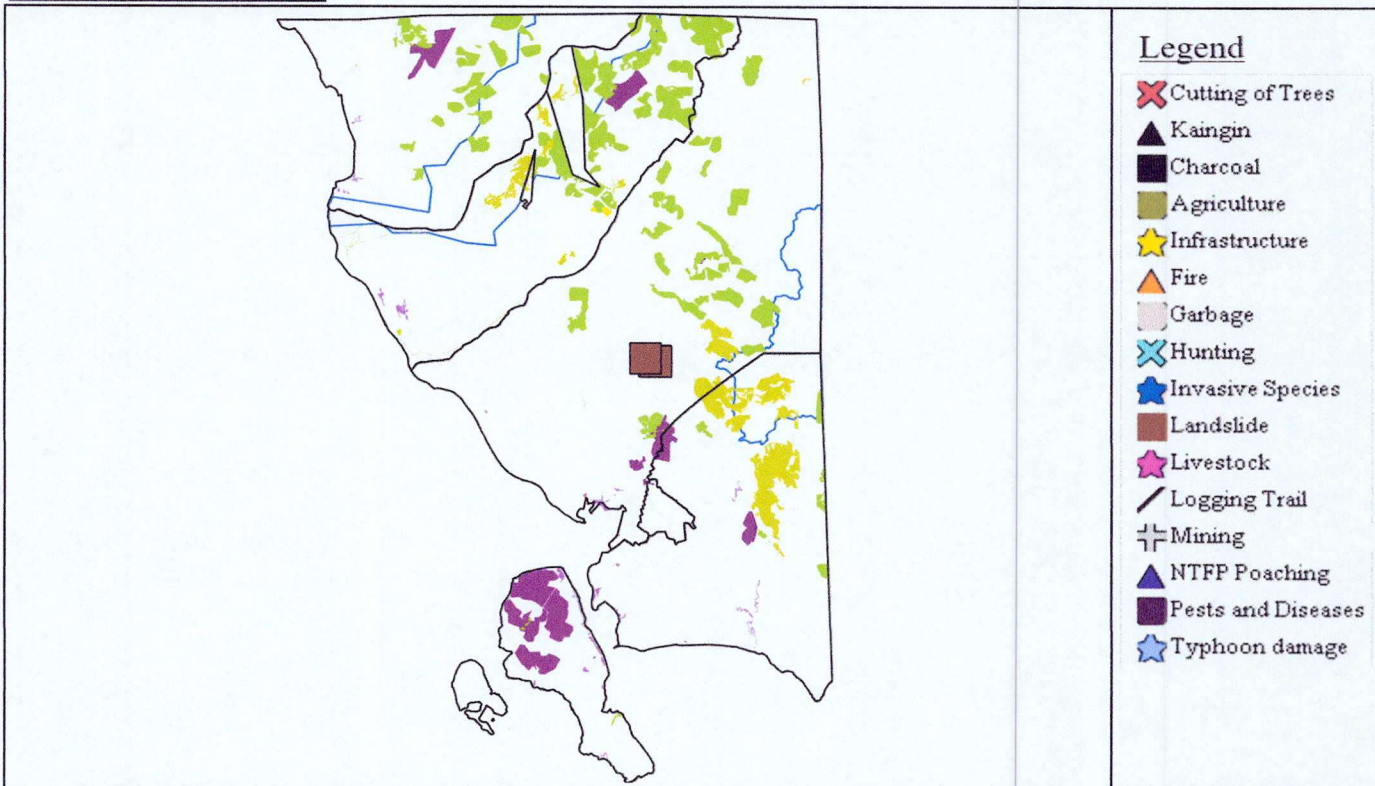 Legend
Cutting of Trees
Kaingin
Charcoal
Agriculture
Infrastructure
Fire
Garbage
Hunting
Invasive Species
Landslide
Livestock
Logging Trail
Mining
NTFP Poaching
Pests and Diseases
Typhoon damage